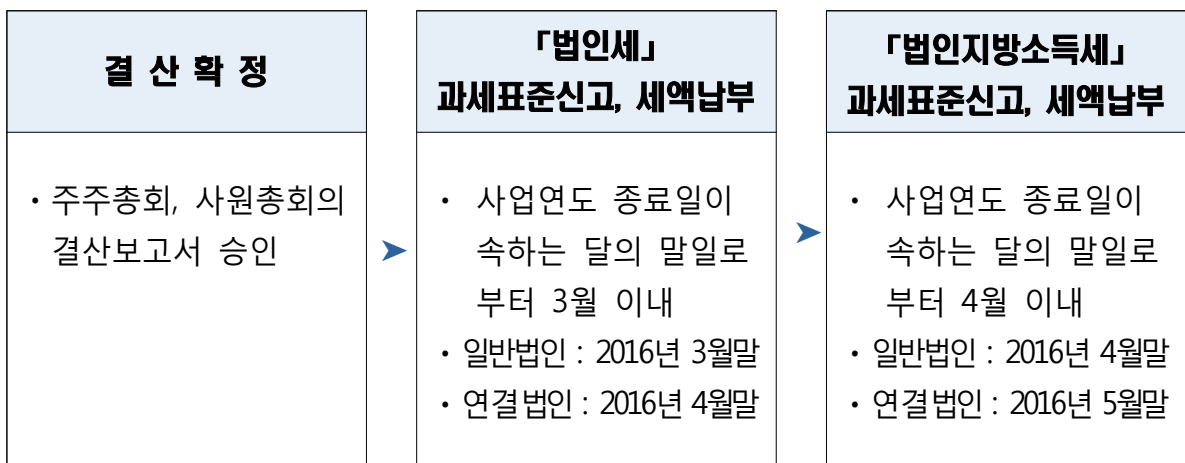 결 산 확 정
· 주주총회, 사원총회의
결산보고서 승인
➤
「법인세」
과세표준신고, 세액납부
· 사업연도 종료일이
속하는 달의 말일로
부터 3월 이내
· 일반법인 : 2016년 3월말
· 연결법인 : 2016년 4월말
➤
「법인지방소득세」
과세표준신고, 세액납부
· 사업연도 종료일이
속하는 달의 말일로
부터 4월 이내
· 일반법인 : 2016년 4월말
· 연결법인 : 2016년 5월말